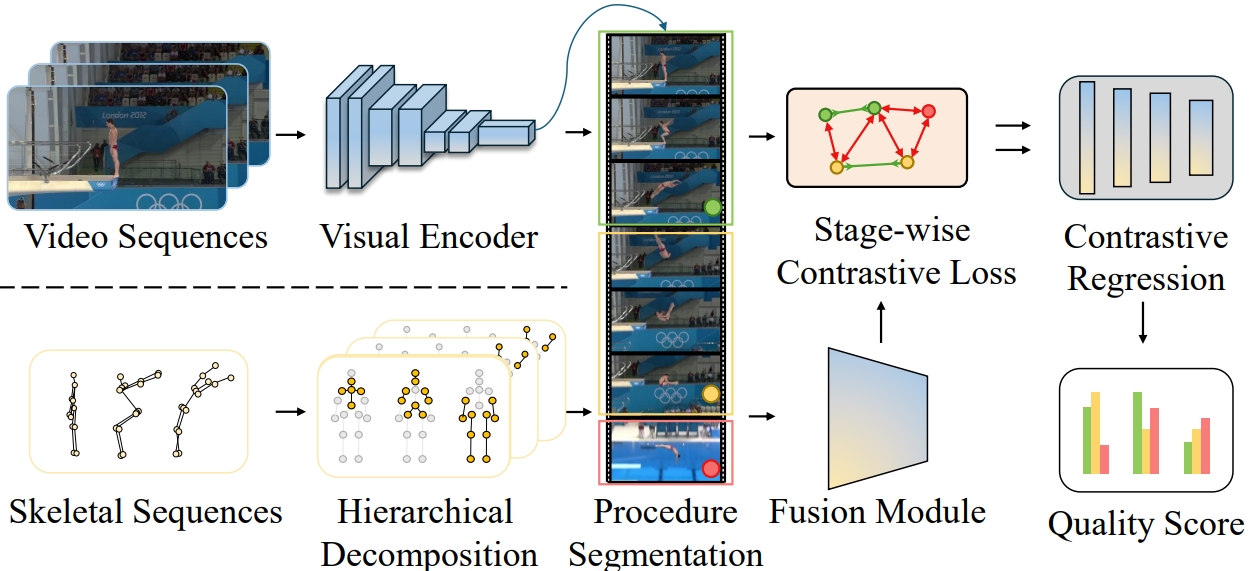 London 2012
Video Sequences
Visual Encoder
Stage-wise
Contrastive Loss
Contrastive
Regression
Skeletal Sequences
Hierarchical
Decomposition
Procedure
Segmentation
Fusion Module
Quality Score